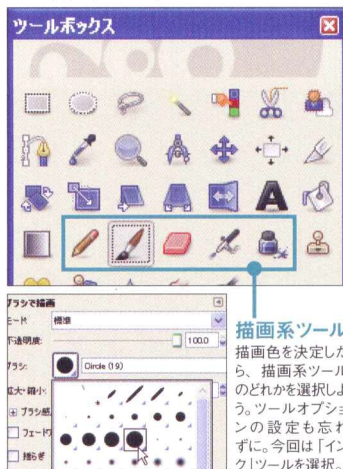 ツールボックス
A
ブラシで描画
モード: 標準
不透明度: 100.0
ブラシ: Circle (19)
拡大・縮小:
ブラシ感
フェード
揺らぎ
描画系ツール
描画色を決定した
ら、描画系ツール
のどれかを選択しよ
う。ツールオプショ
ンの設定も忘れ
ずに。今回は「イン
ク」ツールを選択。